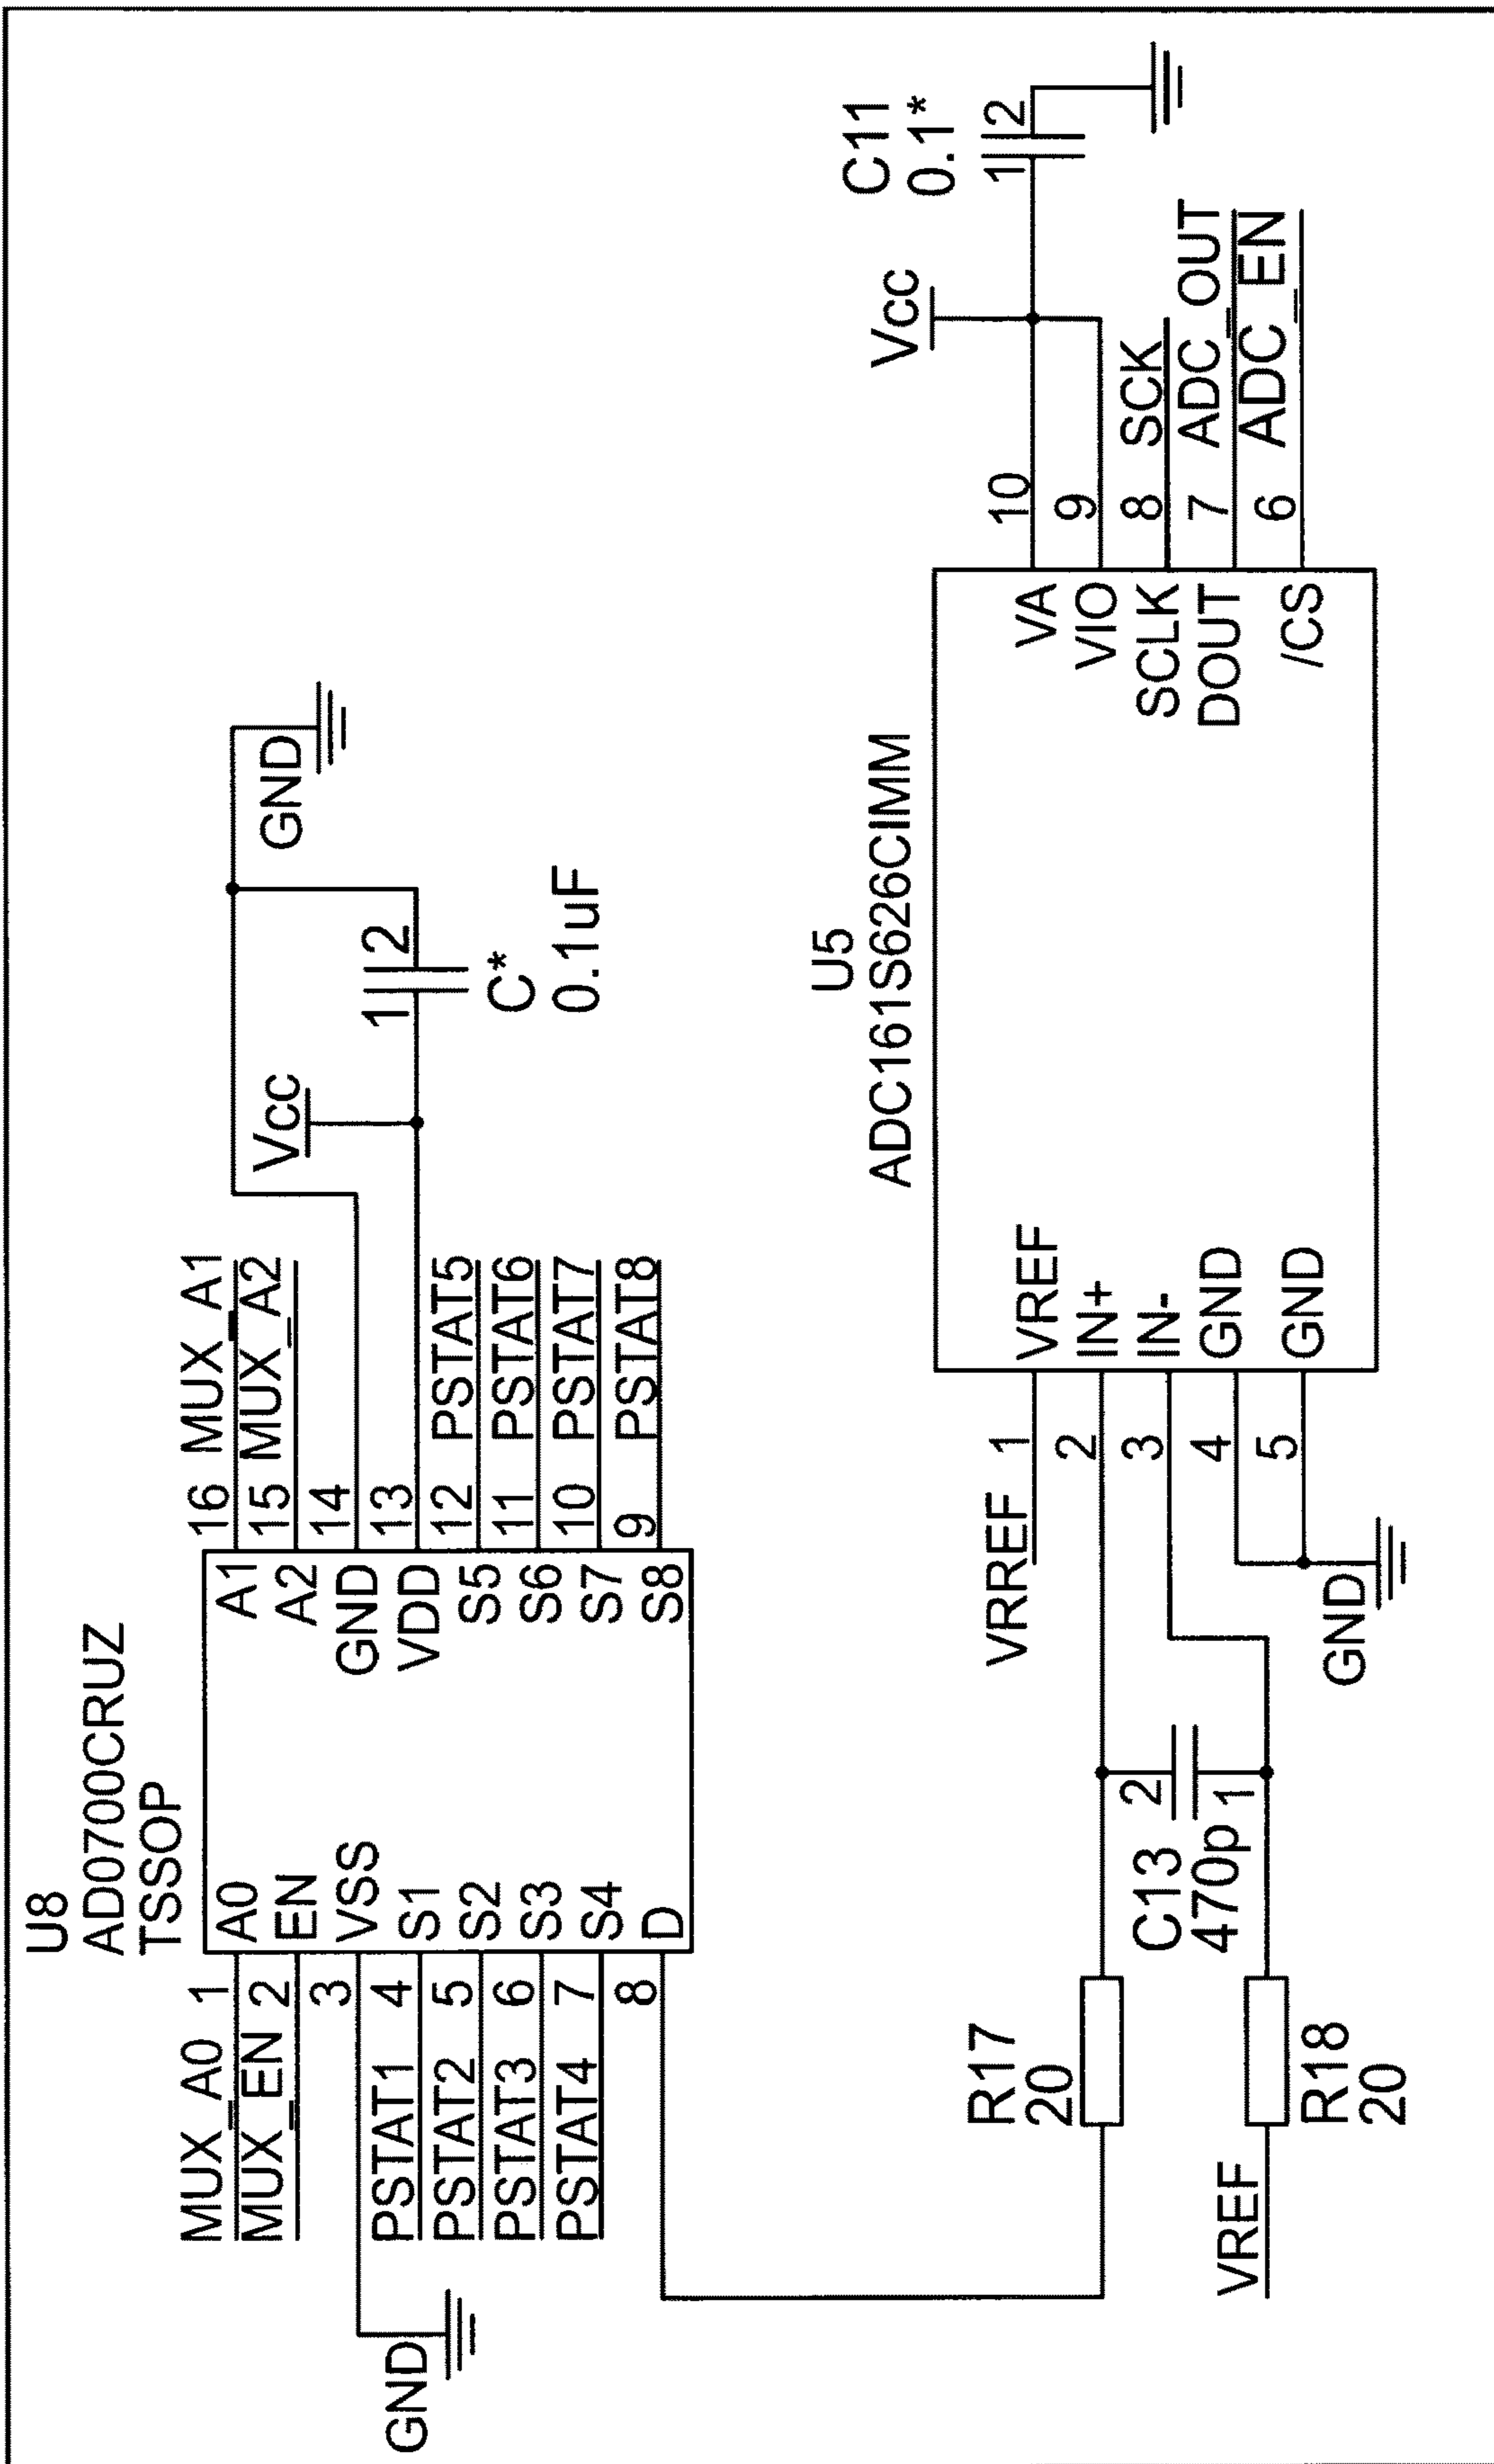 U8
AD0700CRUZ
TSSOP
MUX_A0 1 A0
MUX_EN 2 EN
3 VSS
PSTAT1 4 S1
PSTAT2 5 S2
PSTAT3 6 S3
PSTAT4 7 S4
8 D
GND
A1 16 MUX_A1
A2 15 MUX_A2
GND 14
VDD 13
S5 12 PSTAT5
S6 11 PSTAT6
S7 10 PSTAT7
S8 9 PSTAT8
Vcc
1 2
C*
0.1uF
GND
R17
20
VREF
R18
20
C13
470p
2
1
VRREF 1 VREF
2 IN+
3 IN-
4 GND
5 GND
GND
U5
ADC161S626CIMM
VA 10
VIO 9
SCLK 8 SCK
DOUT 7 ADC_OUT
/CS 6 ADC_EN
Vcc
C11
0.1*
1 2